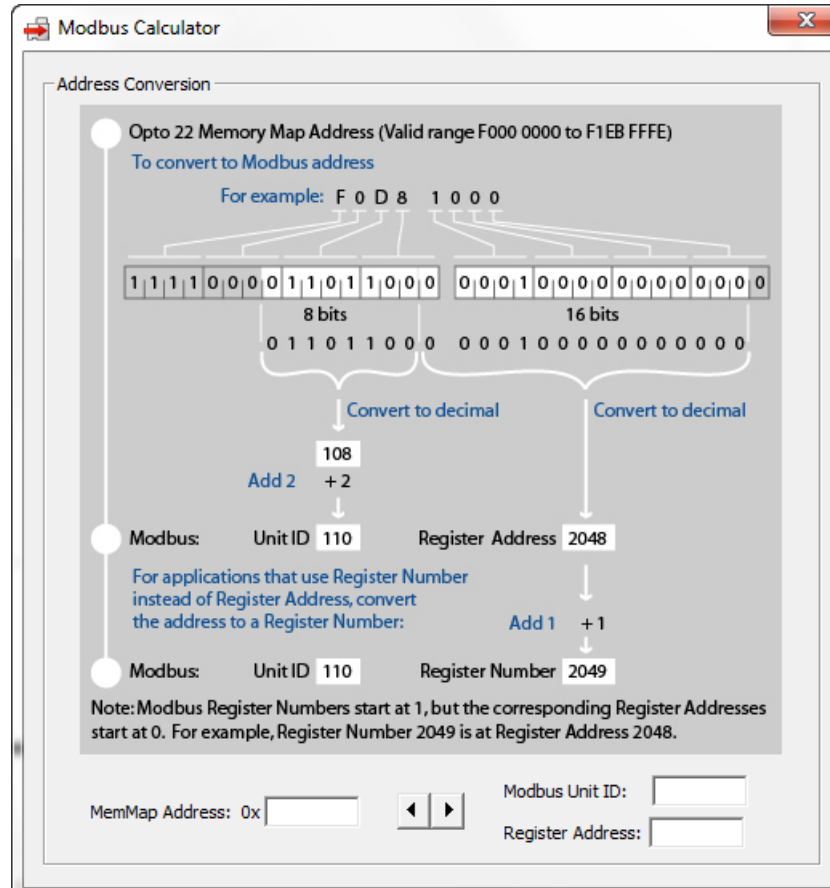 Modbus Calculator
x
Address Conversion
Opto 22 Memory Map Address (Valid range F000 0000 to F1EB FFFE)
To convert to Modbus address
For example: F 0 D 8 1 0 0 0
1 1 1 1 0 0 0 0 1 1 0 1 1 0 0 0 0 0 0 1 0 0 0 0 0 0 0 0 0 0 0 0
8 bits 16 bits
0 1 1 0 1 1 0 0 0 0 0 0 1 0 0 0 0 0 0 0 0 0 0 0
Convert to decimal Convert to decimal
108
Add 2 + 2
Modbus: Unit ID 110 Register Address 2048
For applications that use Register Number
instead of Register Address, convert
the address to a Register Number: Add 1 + 1
Modbus: Unit ID 110 Register Number 2049
Note: Modbus Register Numbers start at 1, but the corresponding Register Addresses
start at 0. For example, Register Number 2049 is at Register Address 2048.
MemMap Address: 0x
Modbus Unit ID:
Register Address: